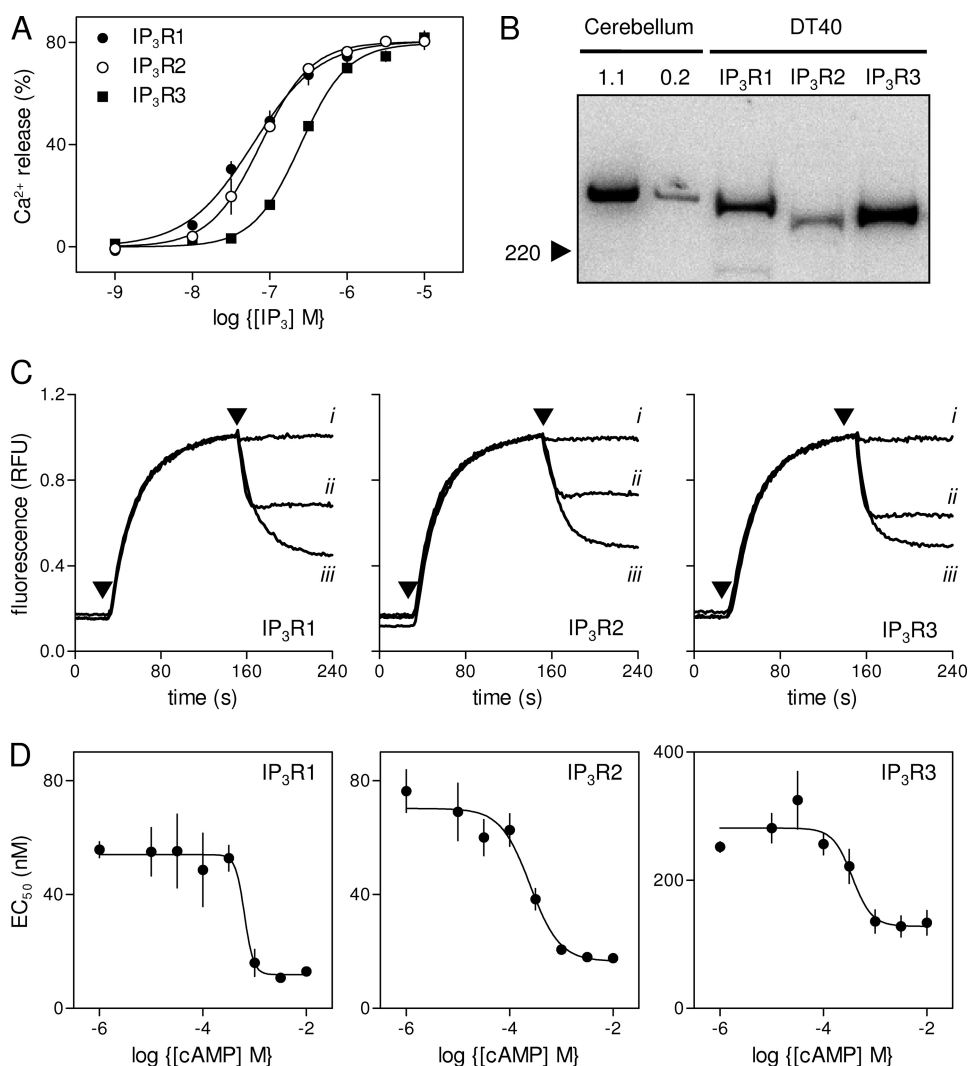 A
IP₃R1
IP₃R2
IP₃R3
80
40
0
Ca²⁺ release (%)
-9 -8 -7 -6 -5
log {[IP₃] M}
B
Cerebellum DT40
1.1 0.2 IP₃R1 IP₃R2 IP₃R3
220
C
fluorescence (RFU)
1.2
0.8
0.4
0.0
i
ii
iii
IP₃R1
0 80 160 240
time (s)
i
ii
iii
IP₃R2
0 80 160 240
time (s)
i
ii
iii
IP₃R3
0 80 160 240
time (s)
D
EC₅₀ (nM)
80
40
0
IP₃R1
-6 -4 -2
log {[cAMP] M}
80
40
0
IP₃R2
-6 -4 -2
log {[cAMP] M}
400
200
0
IP₃R3
-6 -4 -2
log {[cAMP] M}